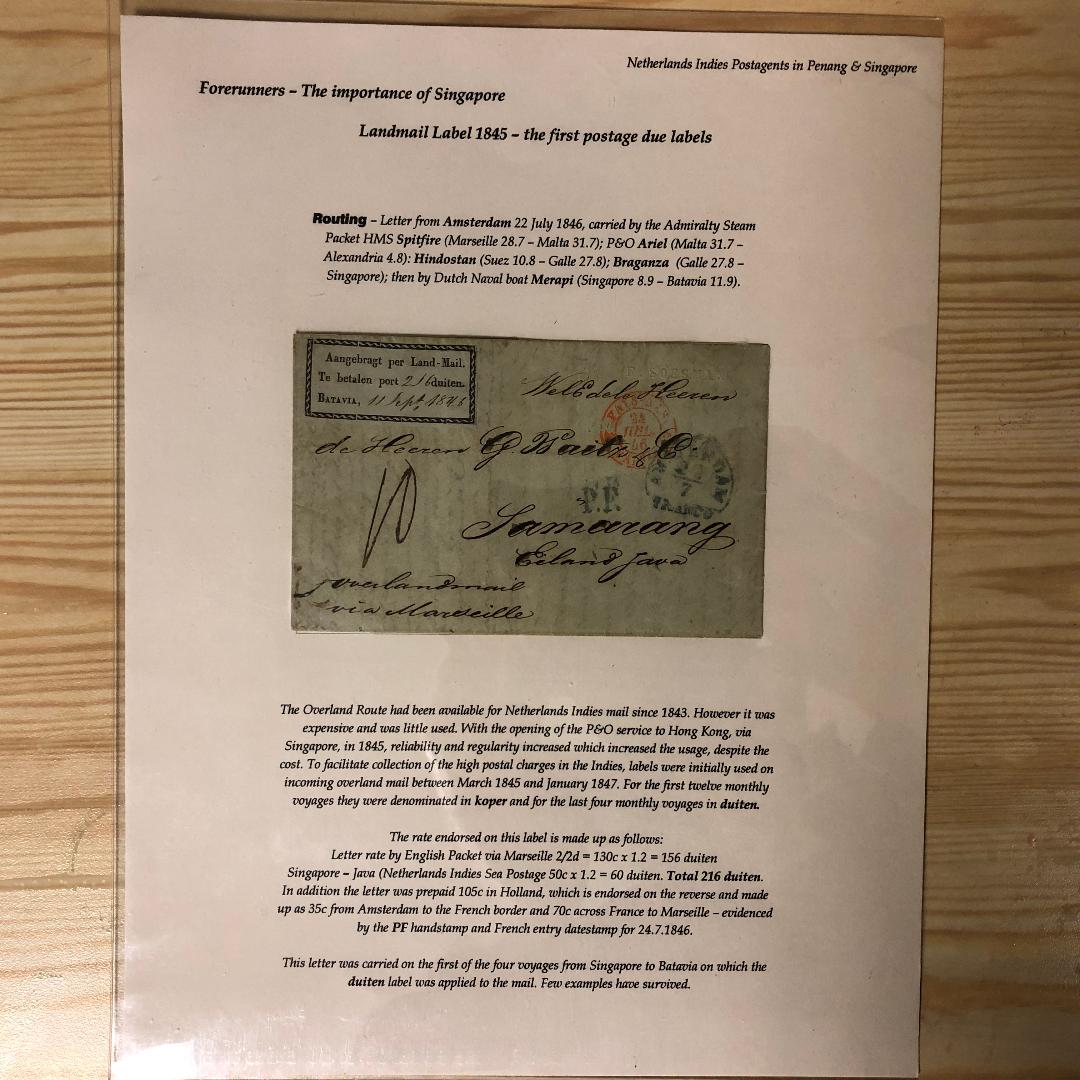 Netherlands Indies Postagents in Penang & Singapore
Forerunners – The importance of Singapore
Landmail Label 1845 – the first postage due labels
Routing – Letter from Amsterdam 22 July 1846, carried by the Admiralty Steam
Packet HMS Spitfire (Marseille 28.7 – Malta 31.7); P&O Ariel (Malta 31.7 –
Alexandria 4.8): Hindostan (Suez 10.8 – Galle 27.8); Braganza (Galle 27.8 –
Singapore); then by Dutch Naval boat Merapi (Singapore 8.9 – Batavia 11.9).
Aangebragt per Land-Mail.
Te betalen port 216 duiten.
Batavia, 11 Sept 1846
WelEdele Heeren
de Heeren G. Baetz & C
AMSTERDAM
22/7
FRANCO
P.F.
10
Samarang
Eiland Java
overlandmail
via Marseille
The Overland Route had been available for Netherlands Indies mail since 1843. However it was
expensive and was little used. With the opening of the P&O service to Hong Kong, via
Singapore, in 1845, reliability and regularity increased which increased the usage, despite the
cost. To facilitate collection of the high postal charges in the Indies, labels were initially used on
incoming overland mail between March 1845 and January 1847. For the first twelve monthly
voyages they were denominated in koper and for the last four monthly voyages in duiten.
The rate endorsed on this label is made up as follows:
Letter rate by English Packet via Marseille 2/2d = 130c x 1.2 = 156 duiten
Singapore – Java (Netherlands Indies Sea Postage 50c x 1.2 = 60 duiten. Total 216 duiten.
In addition the letter was prepaid 105c in Holland, which is endorsed on the reverse and made
up as 35c from Amsterdam to the French border and 70c across France to Marseille – evidenced
by the PF handstamp and French entry datestamp for 24.7.1846.
This letter was carried on the first of the four voyages from Singapore to Batavia on which the
duiten label was applied to the mail. Few examples have survived.